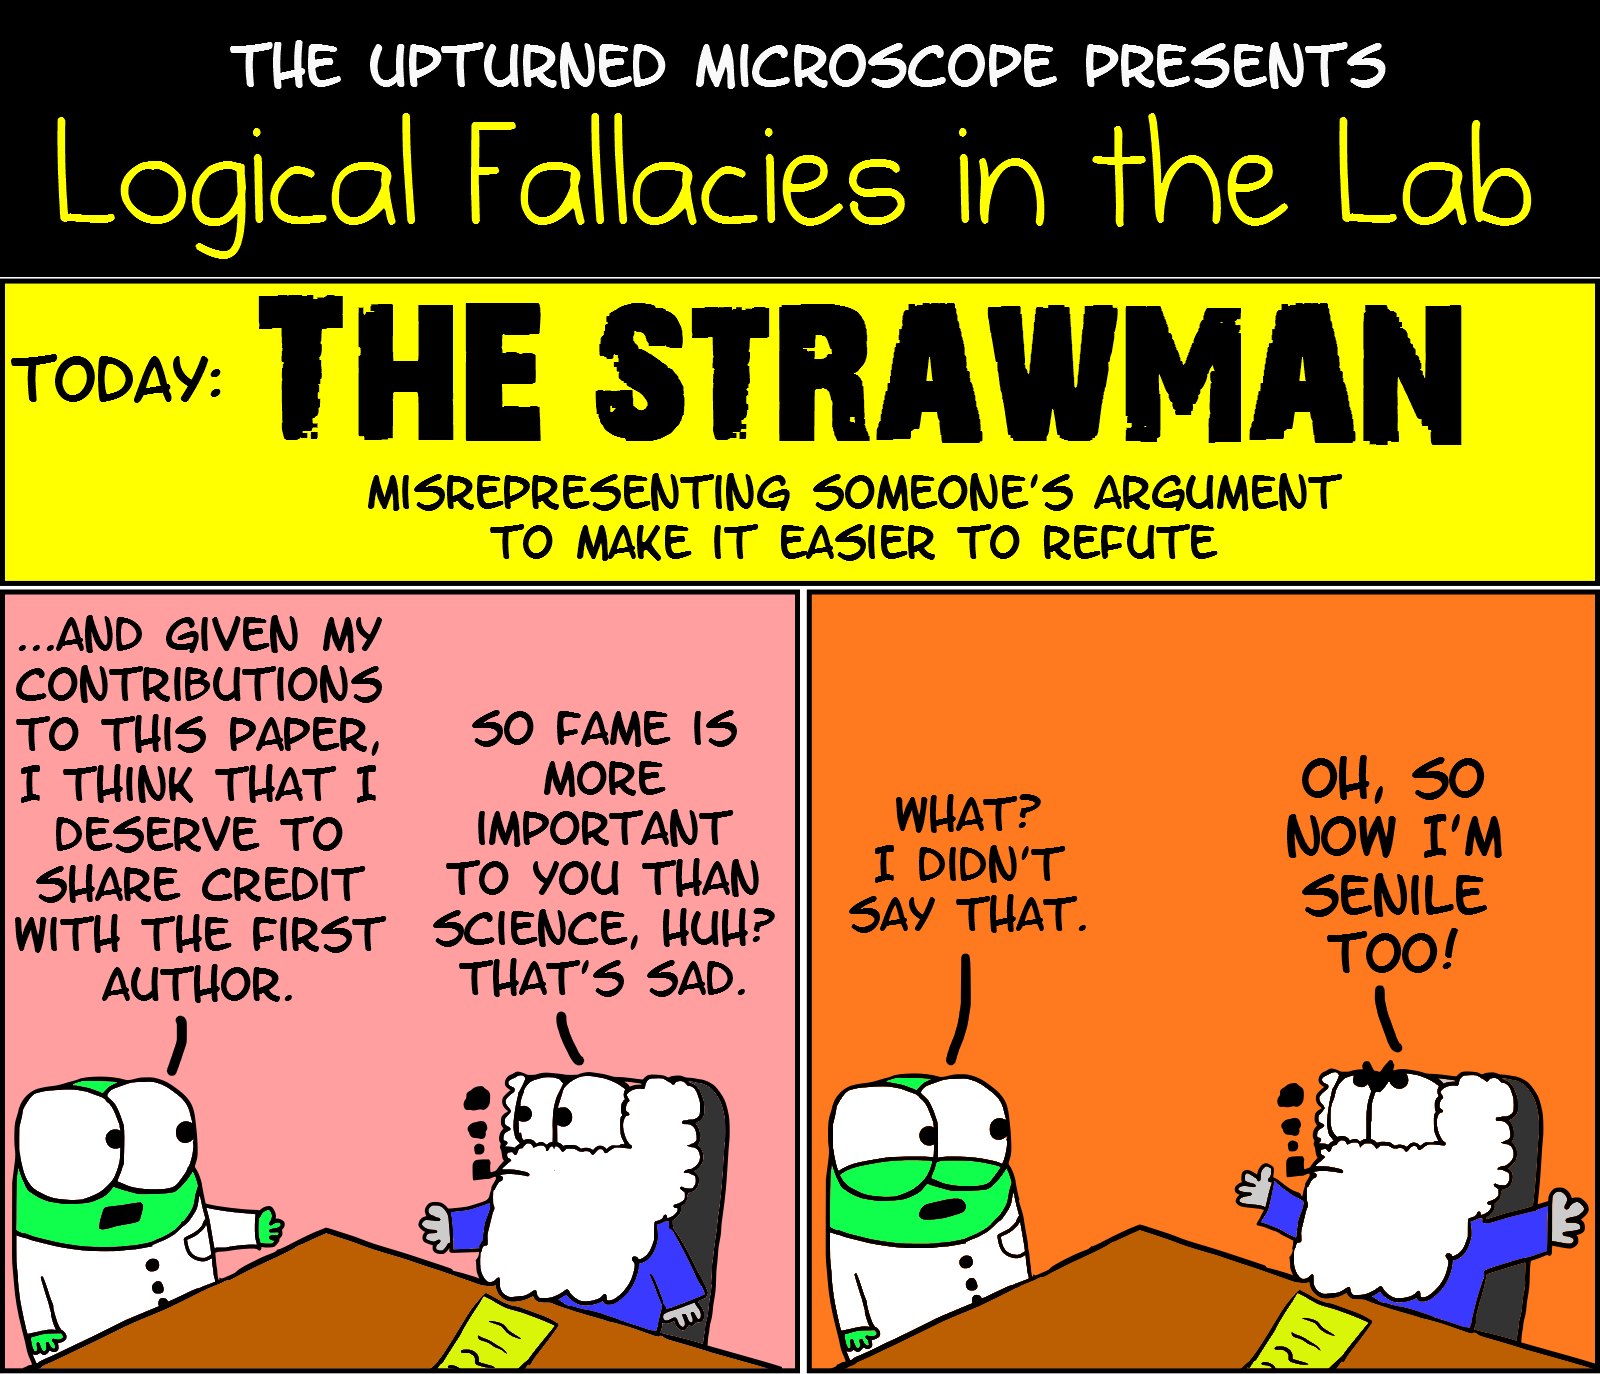 THE UPTURNED MICROSCOPE PRESENTS
Logical Fallacies in the Lab
TODAY: THE STRAWMAN
MISREPRESENTING SOMEONE'S ARGUMENT
TO MAKE IT EASIER TO REFUTE
...AND GIVEN MY
CONTRIBUTIONS
TO THIS PAPER,
I THINK THAT I
DESERVE TO
SHARE CREDIT
WITH THE FIRST
AUTHOR.
SO FAME IS
MORE
IMPORTANT
TO YOU THAN
SCIENCE, HUH?
THAT'S SAD.
WHAT?
I DIDN'T
SAY THAT.
OH, SO
NOW I'M
SENILE
TOO!